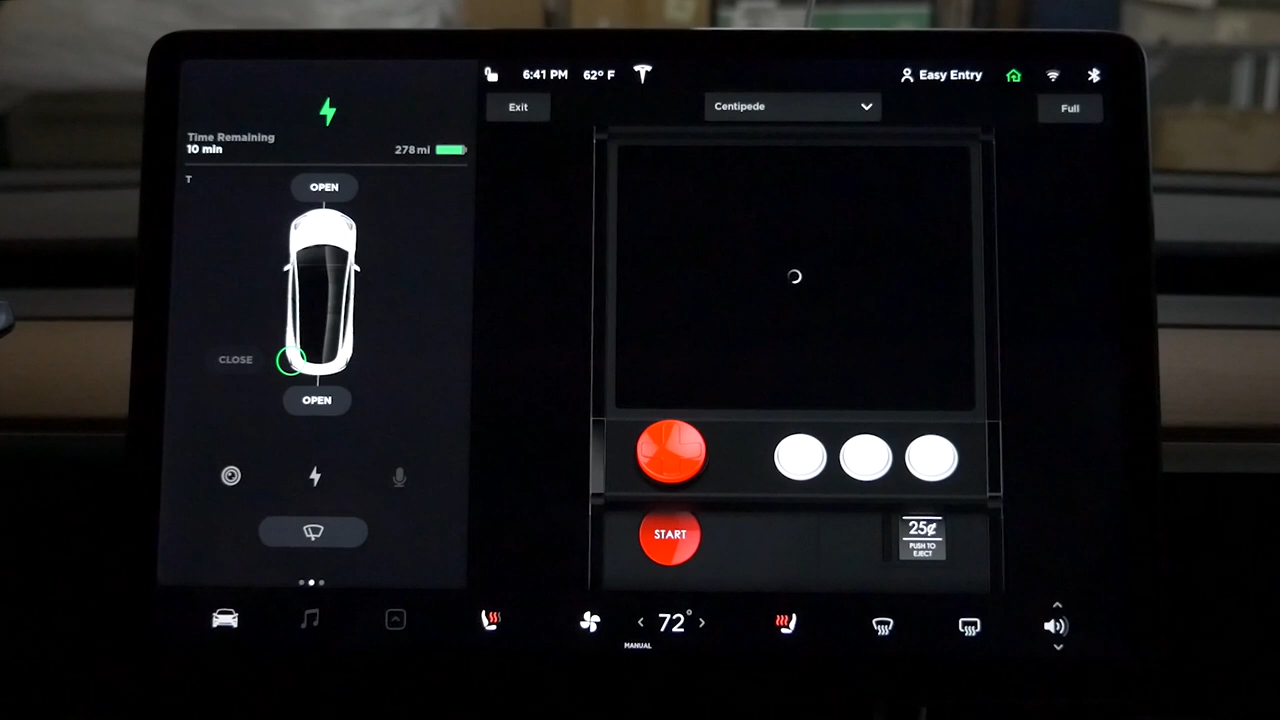 6:41 PM 62° F Easy Entry
Exit Centipede Full
Time Remaining
10 min 278 mi
T
OPEN
CLOSE
OPEN
START
25¢
PUSH TO
EJECT
72°
MANUAL